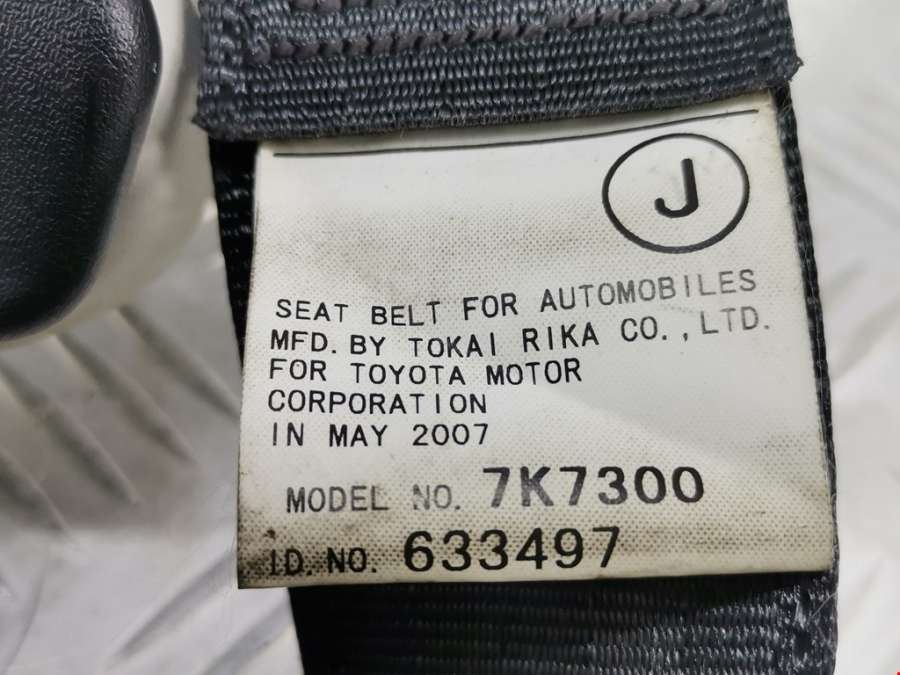 J
SEAT BELT FOR AUTOMOBILES
MFD. BY TOKAI RIKA CO., LTD.
FOR TOYOTA MOTOR
CORPORATION
IN MAY 2007
MODEL NO. 7K7300
I.D. NO. 633497